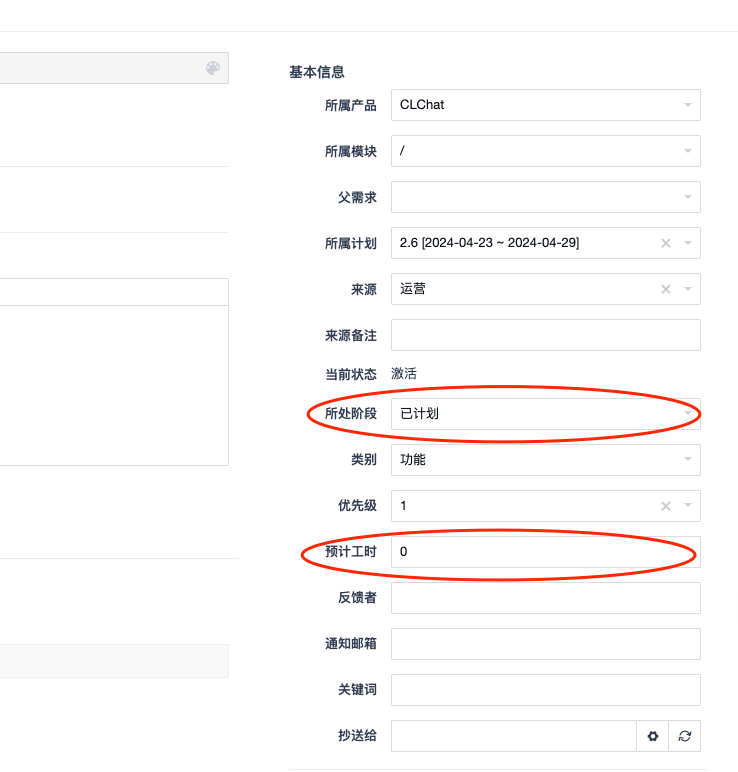 基本信息
所属产品 CLChat
所属模块 /
父需求
所属计划 2.6 [2024-04-23 ~ 2024-04-29]
来源 运营
来源备注
当前状态 激活
所处阶段 已计划
类别 功能
优先级 1
预计工时 0
反馈者
通知邮箱
关键词
抄送给